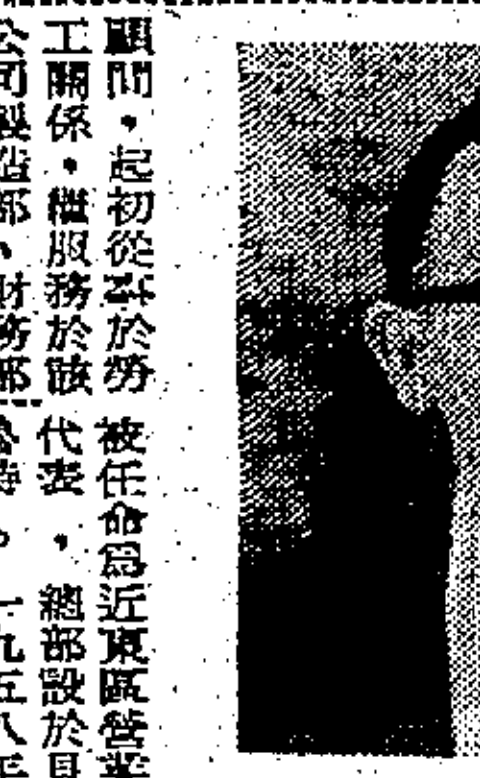 顧問，起初從事於勞
工關係，繼服務於該
公司製造部、財務部
被任命爲近東區營業
代表，總部設於貝
特。一九五八年